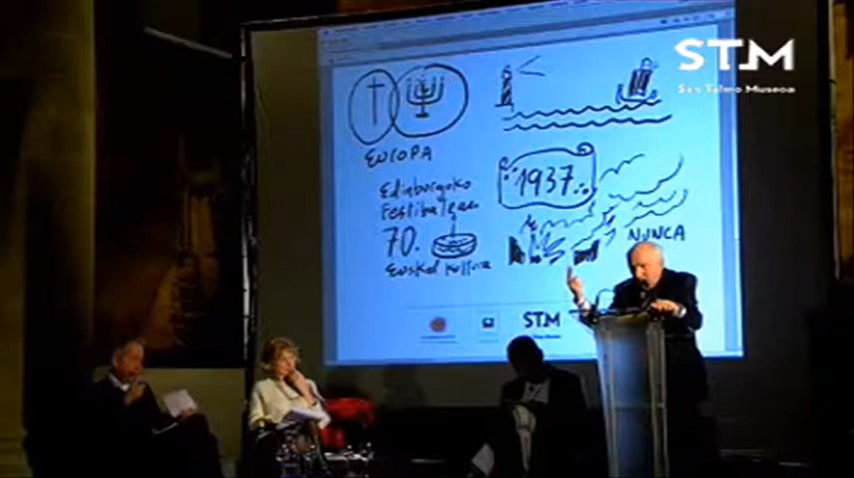 STM
San Telmo Museoa
EUROPA
Edinburgoko
Festibalean
70.
Euskal Kultura
1937
NUNCA
STM